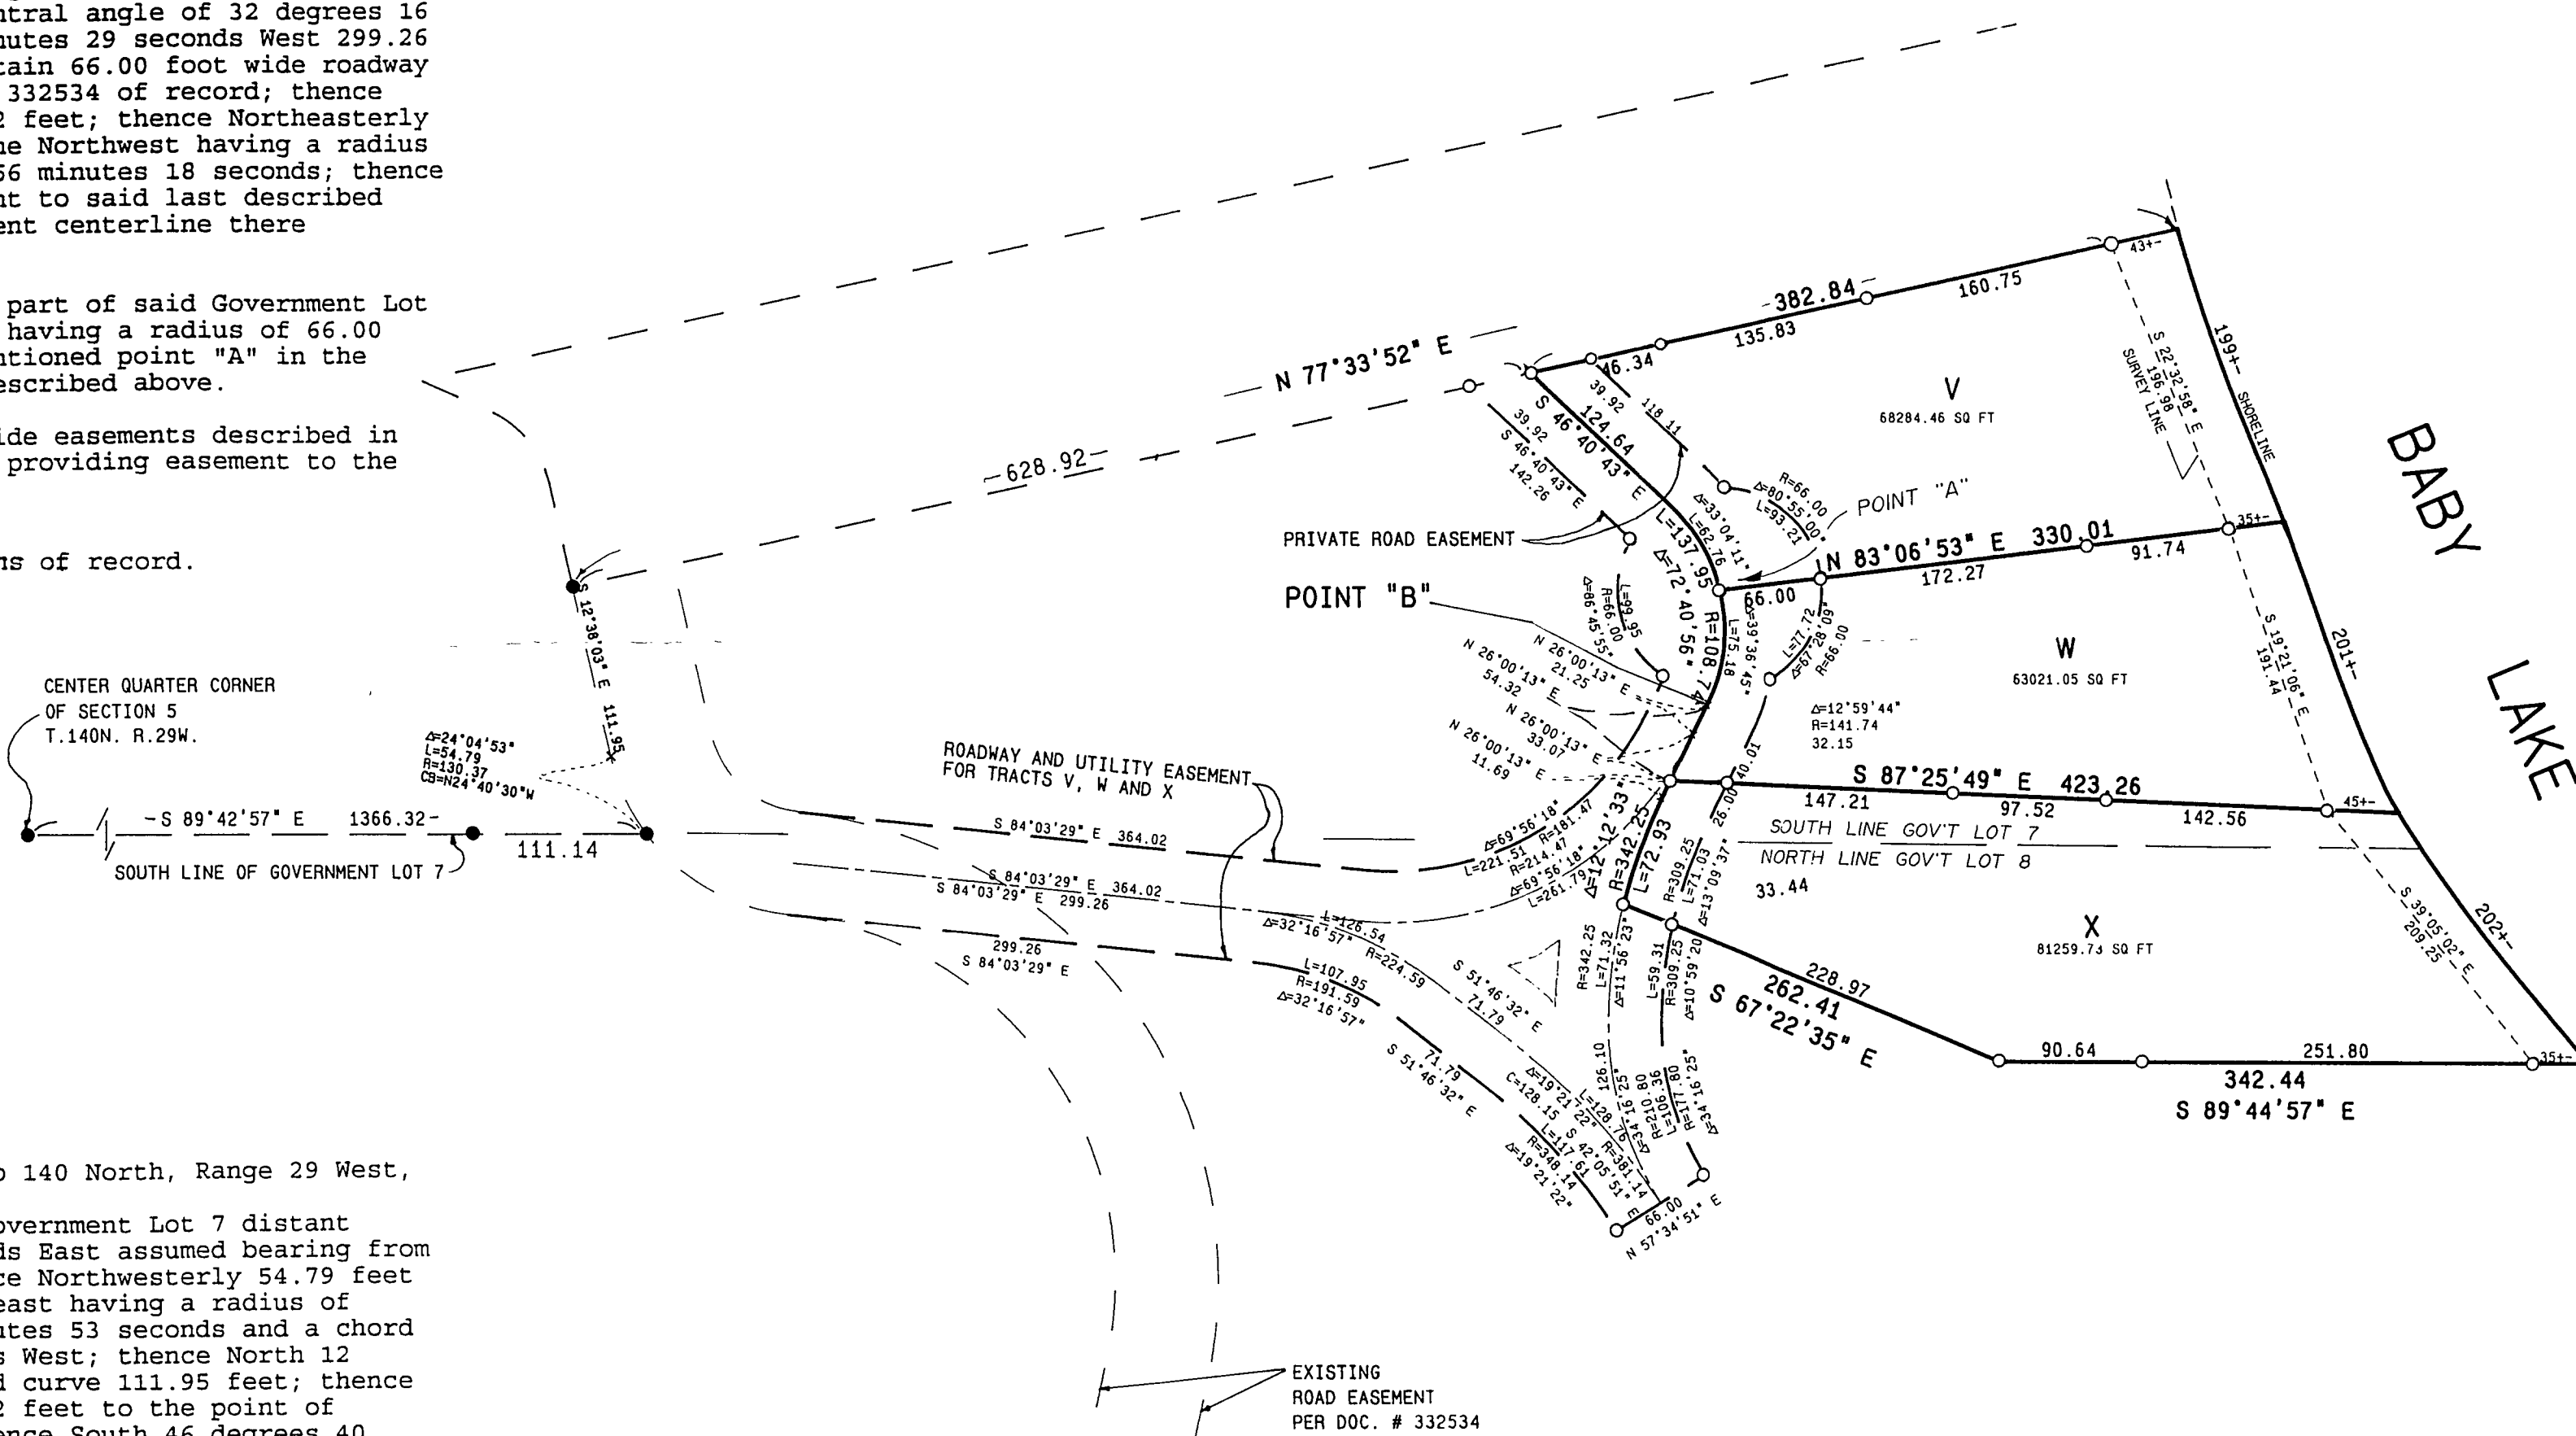 ntral angle of 32 degrees 16
nutes 29 seconds West 299.26
tain 66.00 foot wide roadway
332534 of record; thence
2 feet; thence Northeasterly
he Northwest having a radius
56 minutes 18 seconds; thence
nt to said last described
ent centerline there
part of said Government Lot
having a radius of 66.00
ntioned point "A" in the
escribed above.
ide easements described in
providing easement to the
ns of record.
CENTER QUARTER CORNER
OF SECTION 5
T.140N. R.29W.
Δ=24°04'53"
L=54.79
R=130.37
CB=N24°40'30"W
S 12°38'03" E 111.95
-S 89°42'57" E 1366.32-
111.14
SOUTH LINE OF GOVERNMENT LOT 7
N 77°33'52" E
-628.92-
-382.84-
46.34
135.83
160.75
43+-
39.92
118.11
S 46°40'43" E
124.64
39.92
S 46°40'43" E
142.26
V
68284.46 SQ FT
S 22°32'58" E
196.98
SURVEY LINE
199+-
SHORELINE
BABY
LAKE
PRIVATE ROAD EASEMENT
POINT "A"
POINT "B"
R=66.00
Δ=80°55'00"
L=93.21
Δ=33°04'11"
L=62.76
L=137.95
Δ=72°40'56"
R=108.74
N 83°06'53" E 330.01
66.00
172.27
91.74
35+-
L=99.95
R=66.00
Δ=86°45'55"
Δ=39°36'45"
L=75.18
L=77.72
Δ=67°28'09"
R=66.00
W
63021.05 SQ FT
S 19°21'06" E
191.44
201+-
N 26°00'13" E
21.25
N 26°00'13" E
54.32
N 26°00'13" E
33.07
N 26°00'13" E
11.69
Δ=12°59'44"
R=141.74
32.15
40.01
S 87°25'49" E 423.26
147.21
97.52
142.56
45+-
26.00
SOUTH LINE GOV'T LOT 7
NORTH LINE GOV'T LOT 8
33.44
ROADWAY AND UTILITY EASEMENT
FOR TRACTS V, W AND X
S 84°03'29" E 364.02
S 84°03'29" E 364.02
S 84°03'29" E 299.26
299.26
S 84°03'29" E
Δ=69°56'18"
L=221.51 R=181.47
R=214.47
Δ=69°56'18"
L=261.79
Δ=12°12'33"
R=342.25
L=72.93
R=309.25
L=71.03
Δ=13°09'37"
L=126.54
Δ=32°16'57" R=224.59
L=107.95
R=191.59
Δ=32°16'57"
S 51°46'32" E
71.79
71.79
S 51°46'32" E
R=342.25
L=71.32
Δ=11°56'23"
L=59.31
R=309.25
Δ=10°59'20"
X
81259.73 SQ FT
228.97
262.41
S 67°22'35" E
S 39°05'02" E
209.25
202+-
90.64
251.80
35+-
342.44
S 89°44'57" E
126.10
Δ=34°16'25"
R=210.80
L=106.36
R=177.80
Δ=34°16'25"
Δ=19°21'22"
L=128.76
R=381.14
C=128.15
S 42°05'51" E
L=117.61
R=348.14
Δ=19°21'22"
66.00
N 57°34'51" E
EXISTING
ROAD EASEMENT
PER DOC. # 332534
p 140 North, Range 29 West,
overnment Lot 7 distant
ds East assumed bearing from
ce Northwesterly 54.79 feet
east having a radius of
utes 53 seconds and a chord
s West; thence North 12
d curve 111.95 feet; thence
2 feet to the point of
ence South 46 degrees 40